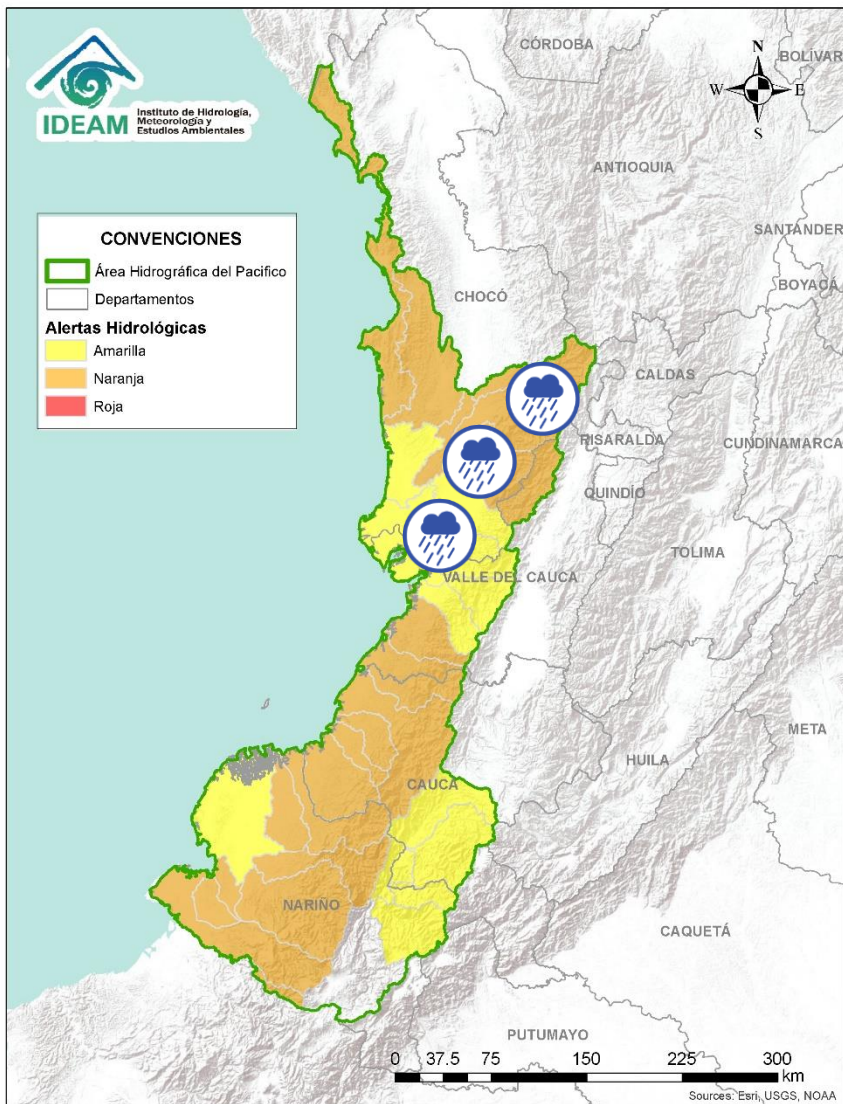 IDEAM
Instituto de Hidrología,
Meteorología y
Estudios Ambientales
CÓRDOBA
BOLÍVAR
N
W
E
S
ANTIOQUIA
SANTANDER
BOYACÁ
CONVENCIONES
Área Hidrográfica del Pacifico
Departamentos
Alertas Hidrológicas
Amarilla
Naranja
Roja
CHOCÓ
CALDAS
RISARALDA
CUNDINAMARCA
QUINDÍO
TOLIMA
VALLE DEL CAUCA
META
HUILA
CAUCA
NARIÑO
CAQUETÁ
PUTUMAYO
0 37.5 75 150 225 300
km
Sources: Esri, USGS, NOAA